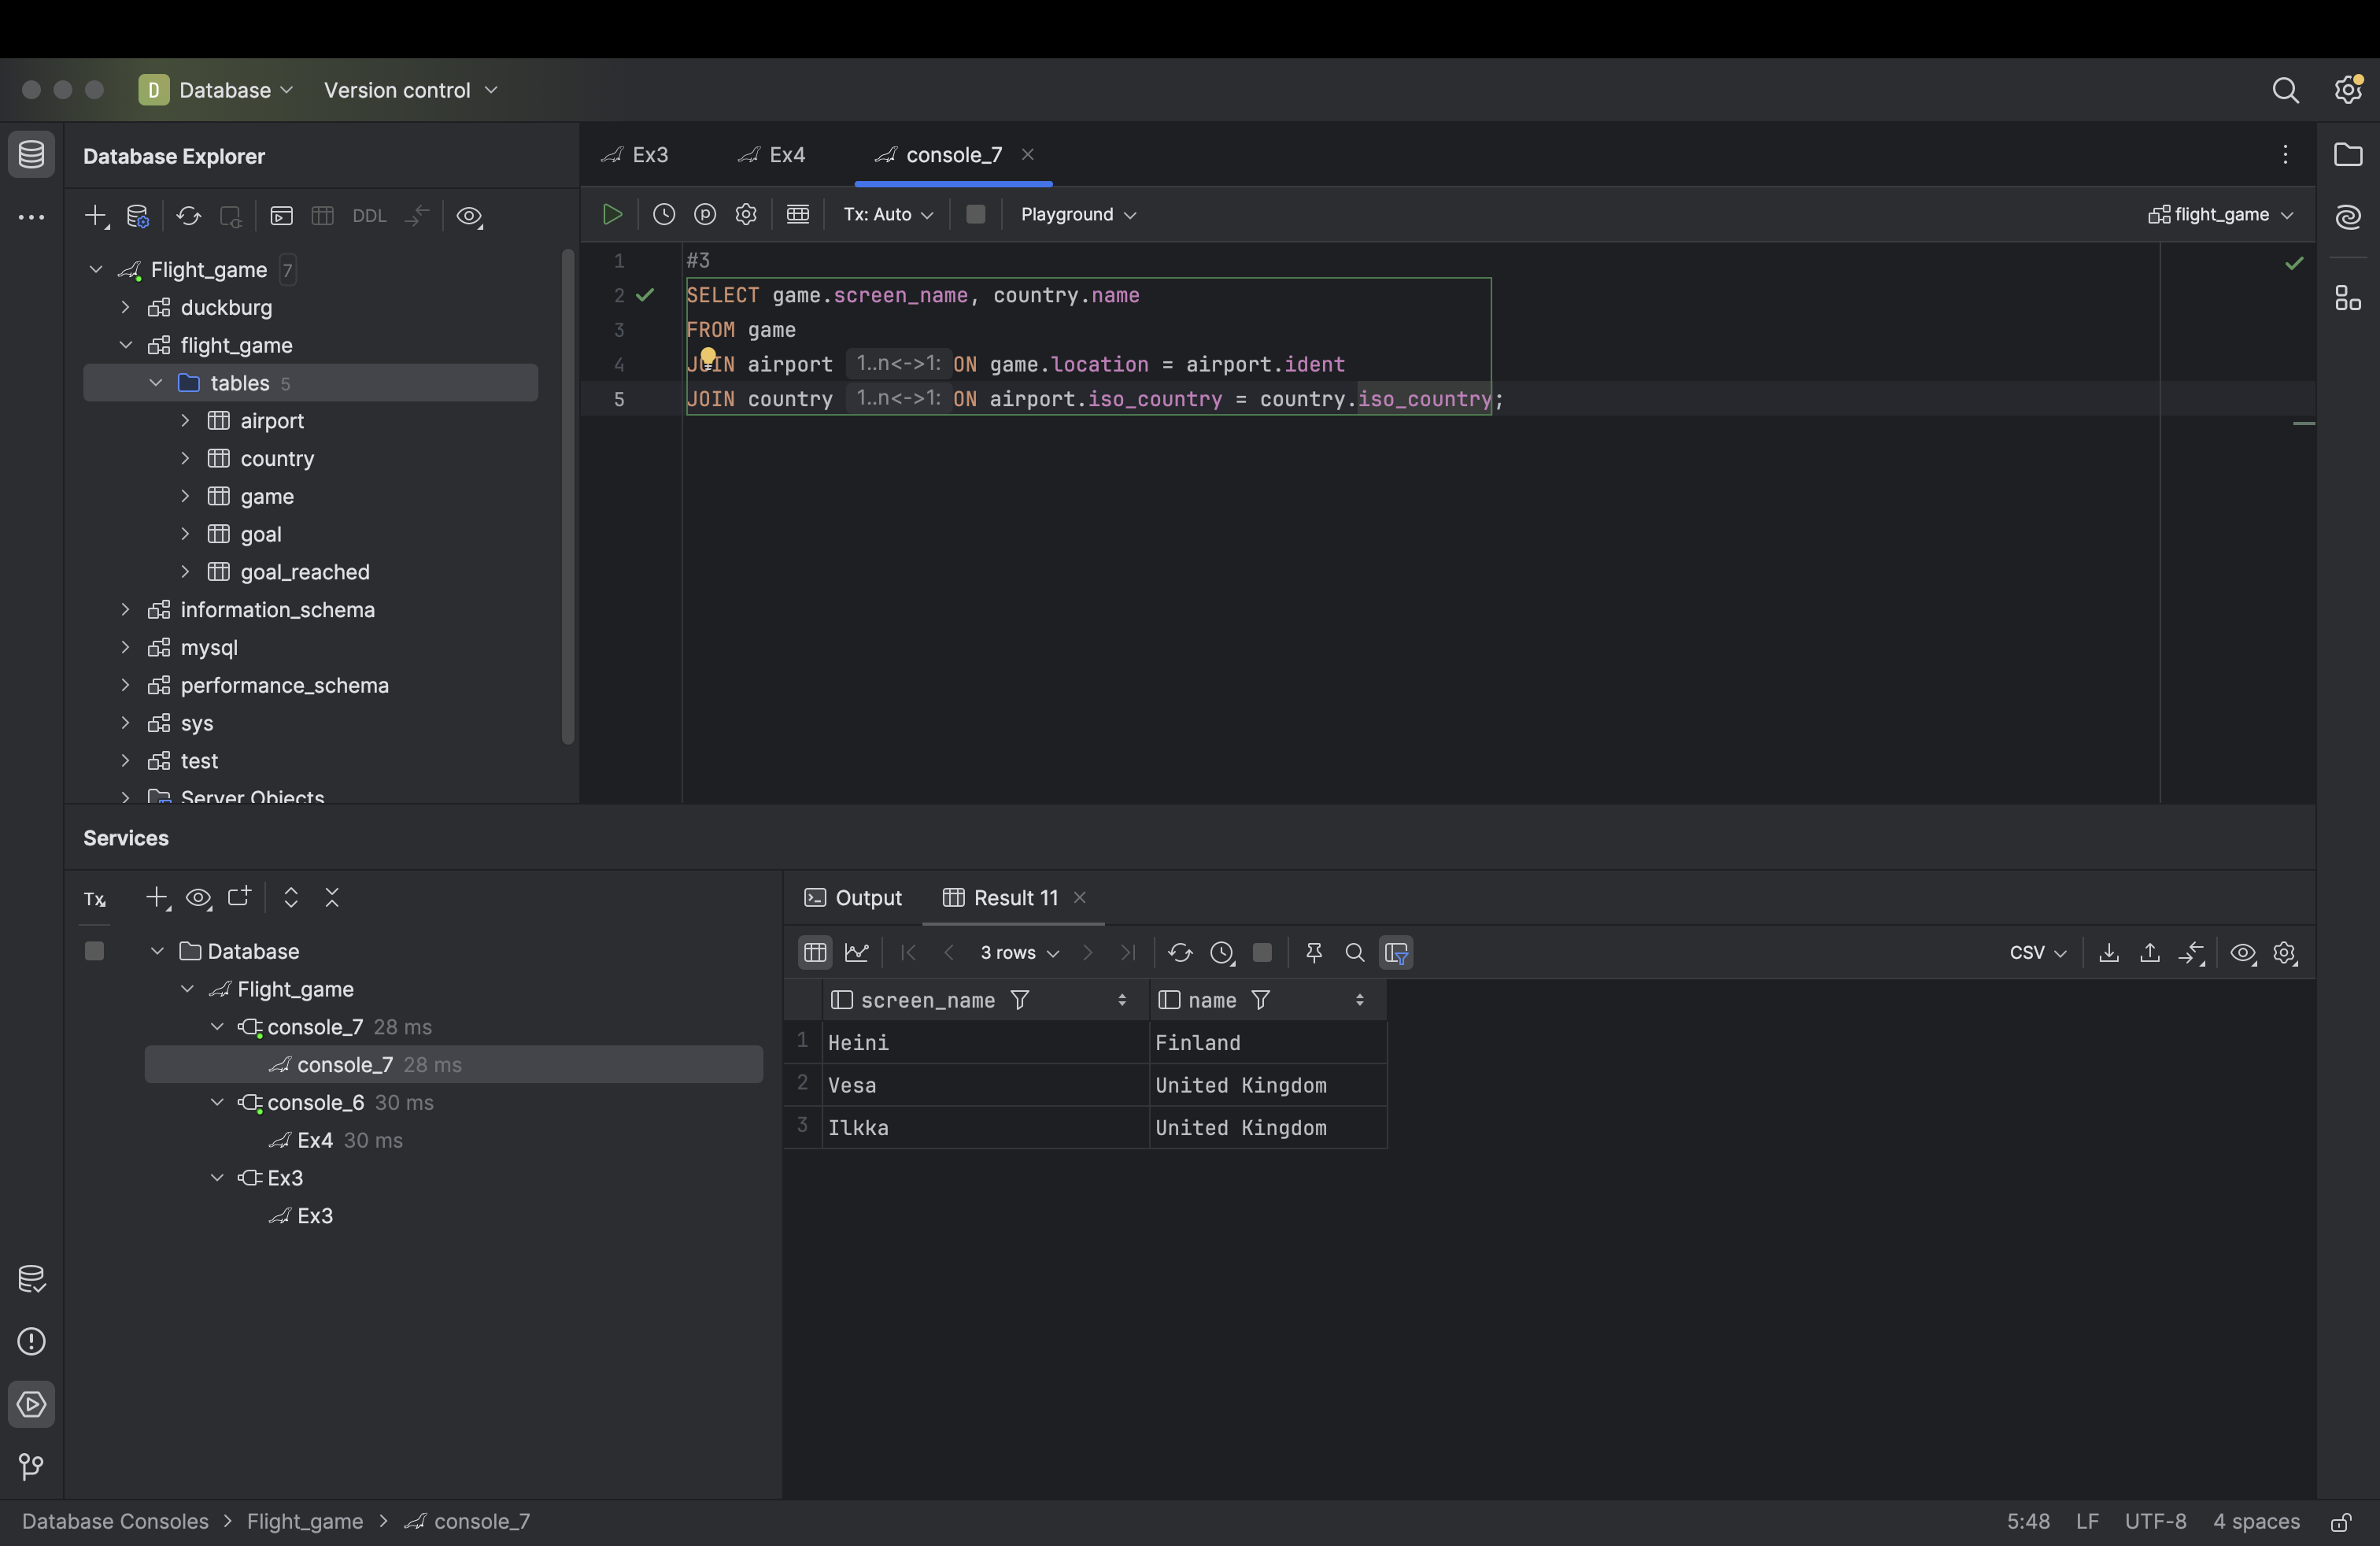 D Database Version control
Database Explorer
DDL
Flight_game 7
duckburg
flight_game
tables 5
airport
country
game
goal
goal_reached
information_schema
mysql
performance_schema
sys
test
Server Objects
Ex3 Ex4 console_7
Tx: Auto Playground flight_game
1 #3
2 SELECT game.screen_name, country.name
3 FROM game
4 JOIN airport 1..n<->1: ON game.location = airport.ident
5 JOIN country 1..n<->1: ON airport.iso_country = country.iso_country;
Services
Tx
Database
Flight_game
console_7 28 ms
console_7 28 ms
console_6 30 ms
Ex4 30 ms
Ex3
Ex3
Output Result 11
3 rows CSV
screen_name name
1 Heini Finland
2 Vesa United Kingdom
3 Ilkka United Kingdom
Database Consoles > Flight_game > console_7 5:48 LF UTF-8 4 spaces